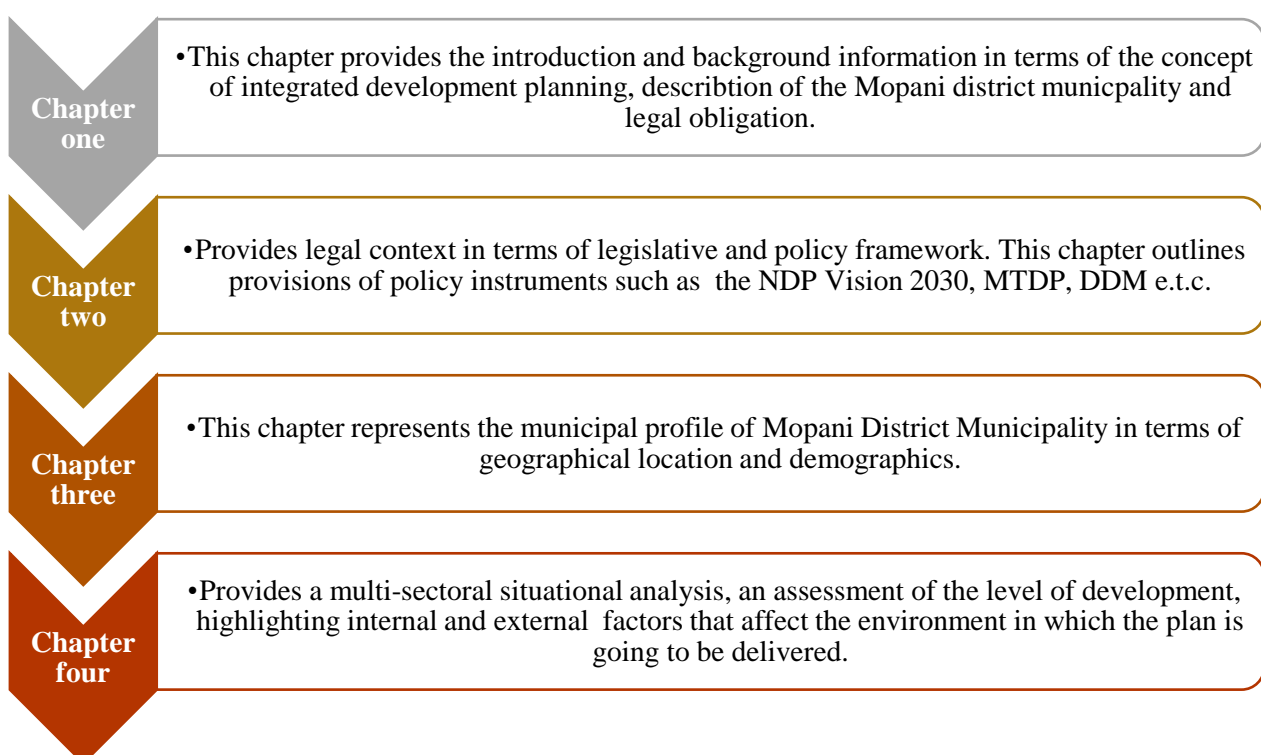 Chapter
one
•This chapter provides the introduction and background information in terms of the concept
of integrated development planning, describtion of the Mopani district municpality and
legal obligation.
Chapter
two
•Provides legal context in terms of legislative and policy framework. This chapter outlines
provisions of policy instruments such as the NDP Vision 2030, MTDP, DDM e.t.c.
Chapter
three
•This chapter represents the municipal profile of Mopani District Municipality in terms of
geographical location and demographics.
Chapter
four
•Provides a multi-sectoral situational analysis, an assessment of the level of development,
highlighting internal and external factors that affect the environment in which the plan is
going to be delivered.